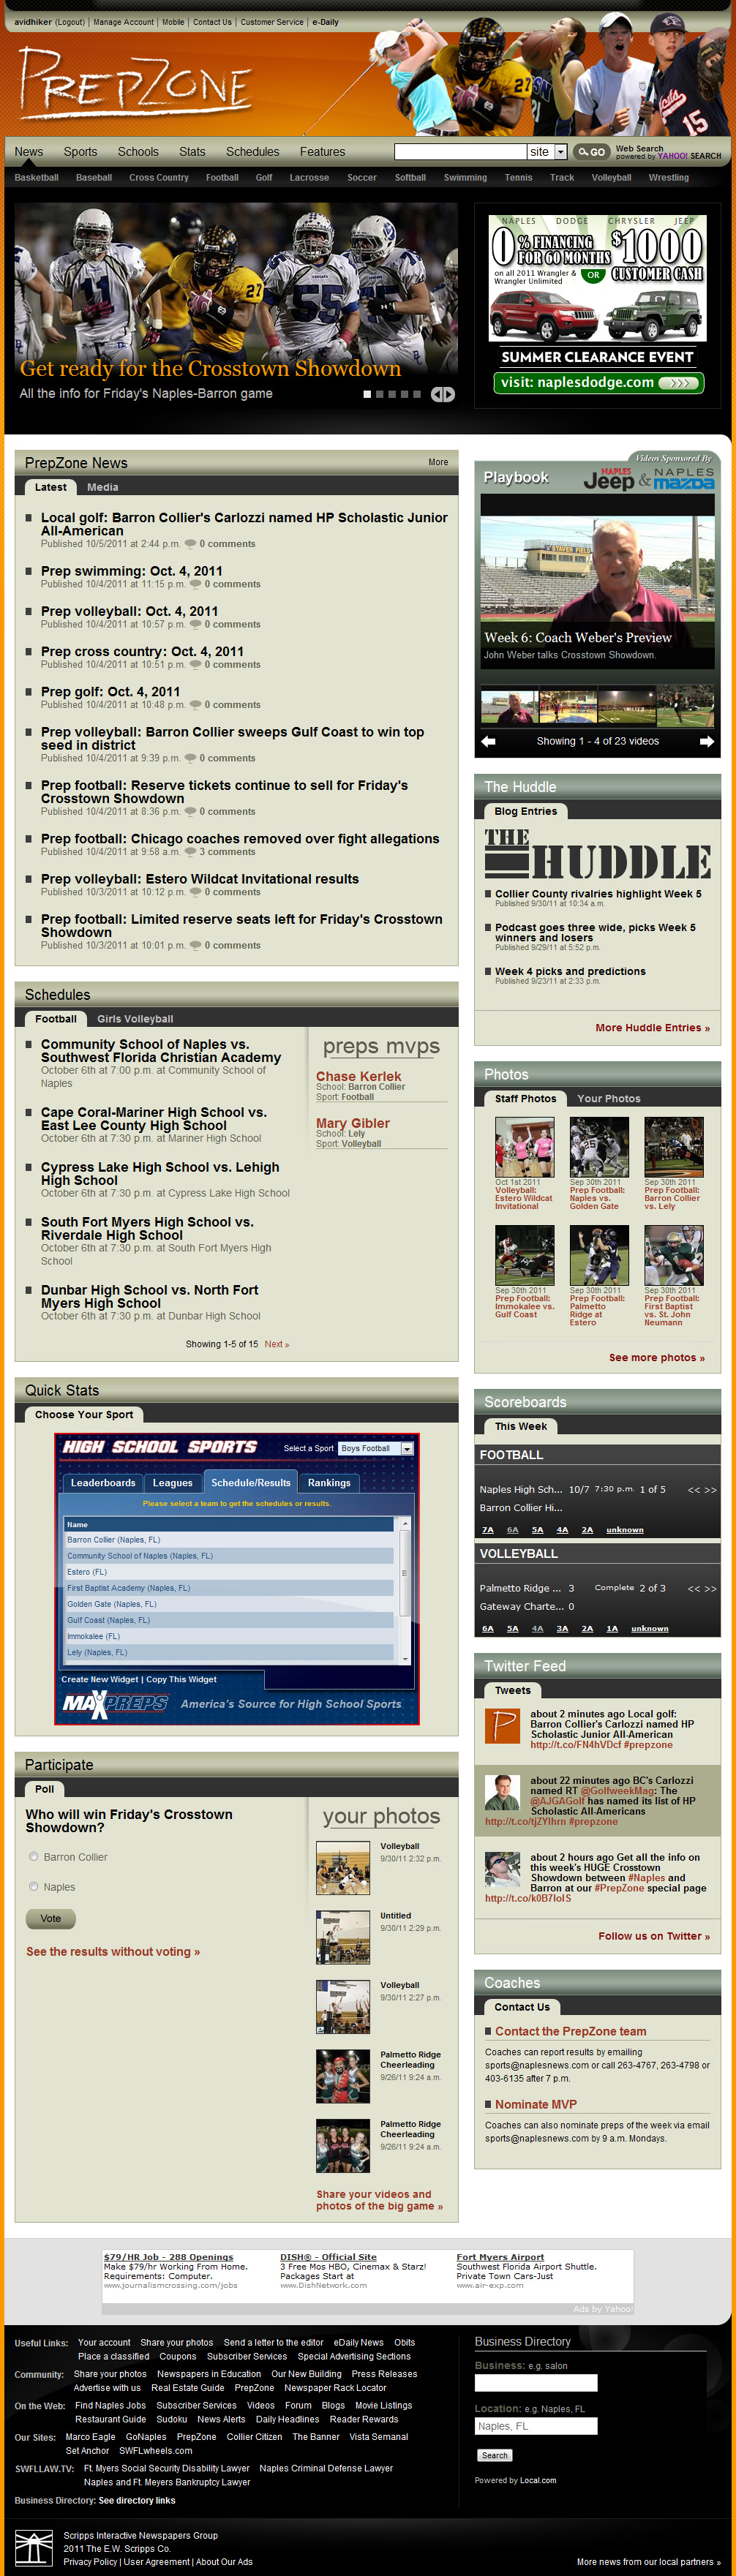 avidhiker (Logout) | Manage Account | Mobile | Contact Us | Customer Service | e-Daily
PREPZONE
News Sports Schools Stats Schedules Features
site GO Web Search
powered by YAHOO! SEARCH
Basketball Baseball Cross Country Football Golf Lacrosse Soccer Softball Swimming Tennis Track Volleyball Wrestling
Get ready for the Crosstown Showdown
All the info for Friday's Naples-Barron game
NAPLES DODGE CHRYSLER JEEP
0% FINANCING FOR 60 MONTHS
on all 2011 Wrangler & Wrangler Unlimited
OR
$1000 CUSTOMER CASH
SUMMER CLEARANCE EVENT
visit: naplesdodge.com >>>
PrepZone News More
Latest Media
Local golf: Barron Collier's Carlozzi named HP Scholastic Junior
All-American
Published 10/5/2011 at 2:44 p.m. 0 comments
Prep swimming: Oct. 4, 2011
Published 10/4/2011 at 11:15 p.m. 0 comments
Prep volleyball: Oct. 4, 2011
Published 10/4/2011 at 10:57 p.m. 0 comments
Prep cross country: Oct. 4, 2011
Published 10/4/2011 at 10:51 p.m. 0 comments
Prep golf: Oct. 4, 2011
Published 10/4/2011 at 10:48 p.m. 0 comments
Prep volleyball: Barron Collier sweeps Gulf Coast to win top
seed in district
Published 10/4/2011 at 9:39 p.m. 0 comments
Prep football: Reserve tickets continue to sell for Friday's
Crosstown Showdown
Published 10/4/2011 at 8:36 p.m. 0 comments
Prep football: Chicago coaches removed over fight allegations
Published 10/4/2011 at 9:58 a.m. 3 comments
Prep volleyball: Estero Wildcat Invitational results
Published 10/3/2011 at 10:12 p.m. 0 comments
Prep football: Limited reserve seats left for Friday's Crosstown
Showdown
Published 10/3/2011 at 10:01 p.m. 0 comments
Schedules
Football Girls Volleyball
Community School of Naples vs.
Southwest Florida Christian Academy
October 6th at 7:00 p.m. at Community School of
Naples
Cape Coral-Mariner High School vs.
East Lee County High School
October 6th at 7:30 p.m. at Mariner High School
Cypress Lake High School vs. Lehigh
High School
October 6th at 7:30 p.m. at Cypress Lake High School
South Fort Myers High School vs.
Riverdale High School
October 6th at 7:30 p.m. at South Fort Myers High
School
Dunbar High School vs. North Fort
Myers High School
October 6th at 7:30 p.m. at Dunbar High School
Showing 1-5 of 15 Next »
preps mvps
Chase Kerlek
School: Barron Collier
Sport: Football
Mary Gibler
School: Lely
Sport: Volleyball
Quick Stats
Choose Your Sport
HIGH SCHOOL SPORTS Select a Sport Boys Football
Leaderboards Leagues Schedule/Results Rankings
Please select a team to get the schedules or results.
Name
Barron Collier (Naples, FL)
Community School of Naples (Naples, FL)
Estero (FL)
First Baptist Academy (Naples, FL)
Golden Gate (Naples, FL)
Gulf Coast (Naples, FL)
Immokalee (FL)
Lely (Naples, FL)
Create New Widget | Copy This Widget
MAXPREPS America's Source for High School Sports
Participate
Poll
Who will win Friday's Crosstown
Showdown?
Barron Collier
Naples
Vote
See the results without voting »
your photos
Volleyball
9/30/11 2:32 p.m.
Untitled
9/30/11 2:29 p.m.
Volleyball
9/30/11 2:27 p.m.
Palmetto Ridge
Cheerleading
9/26/11 9:24 a.m.
Palmetto Ridge
Cheerleading
9/26/11 9:24 a.m.
Share your videos and
photos of the big game »
Videos Sponsored By
Playbook NAPLES Jeep & NAPLES mazda
STAVER FIELD
Week 6: Coach Weber's Preview
John Weber talks Crosstown Showdown.
Showing 1 - 4 of 23 videos
The Huddle
Blog Entries
THE HUDDLE
Collier County rivalries highlight Week 5
Published 9/30/11 at 10:34 a.m.
Podcast goes three wide, picks Week 5
winners and losers
Published 9/29/11 at 5:52 p.m.
Week 4 picks and predictions
Published 9/23/11 at 2:33 p.m.
More Huddle Entries »
Photos
Staff Photos Your Photos
Oct 1st 2011
Volleyball:
Estero Wildcat
Invitational
Sep 30th 2011
Prep Football:
Naples vs.
Golden Gate
Sep 30th 2011
Prep Football:
Barron Collier
vs. Lely
Sep 30th 2011
Prep Football:
Immokalee vs.
Gulf Coast
Sep 30th 2011
Prep Football:
Palmetto
Ridge at
Estero
Sep 30th 2011
Prep Football:
First Baptist
vs. St. John
Neumann
See more photos »
Scoreboards
This Week
FOOTBALL
Naples High Sch... 10/7 7:30 p.m. 1 of 5 << >>
Barron Collier Hi...
7A 6A 5A 4A 2A unknown
VOLLEYBALL
Palmetto Ridge ... 3 Complete 2 of 3 << >>
Gateway Charte... 0
6A 5A 4A 3A 2A 1A unknown
Twitter Feed
Tweets
about 2 minutes ago Local golf:
Barron Collier's Carlozzi named HP
Scholastic Junior All-American
http://t.co/FN4hVDcf #prepzone
about 22 minutes ago BC's Carlozzi
named RT @GolfweekMag: The
@AJGAGolf has named its list of HP
Scholastic All-Americans
http://t.co/tjZYlhrn #prepzone
about 2 hours ago Get all the info on
this week's HUGE Crosstown
Showdown between #Naples and
Barron at our #PrepZone special page
http://t.co/k0B7IoIS
Follow us on Twitter »
Coaches
Contact Us
Contact the PrepZone team
Coaches can report results by emailing
sports@naplesnews.com or call 263-4767, 263-4798 or
403-6135 after 7 p.m.
Nominate MVP
Coaches can also nominate preps of the week via email
sports@naplesnews.com by 9 a.m. Mondays.
$79/HR Job - 288 Openings
Make $79/hr Working From Home.
Requirements: Computer.
www.journalismcrossing.com/jobs
DISH® - Official Site
3 Free Mos HBO, Cinemax & Starz!
Packages Start at
www.DishNetwork.com
Fort Myers Airport
Southwest Florida Airport Shuttle.
Private Town Cars-Just
www.air-exp.com
Ads by Yahoo!
Useful Links: Your account Share your photos Send a letter to the editor eDaily News Obits
Place a classified Coupons Subscriber Services Special Advertising Sections
Community: Share your photos Newspapers in Education Our New Building Press Releases
Advertise with us Real Estate Guide PrepZone Newspaper Rack Locator
On the Web: Find Naples Jobs Subscriber Services Videos Forum Blogs Movie Listings
Restaurant Guide Sudoku News Alerts Daily Headlines Reader Rewards
Our Sites: Marco Eagle GoNaples PrepZone Collier Citizen The Banner Vista Semanal
Set Anchor SWFLwheels.com
SWFLLAW.TV: Ft. Myers Social Security Disability Lawyer Naples Criminal Defense Lawyer
Naples and Ft. Meyers Bankruptcy Lawyer
Business Directory: See directory links
Business Directory
Business: e.g. salon
Location: e.g. Naples, FL
Naples, FL
Search
Powered by Local.com
Scripps Interactive Newspapers Group
2011 The E.W. Scripps Co.
Privacy Policy | User Agreement | About Our Ads
More news from our local partners »